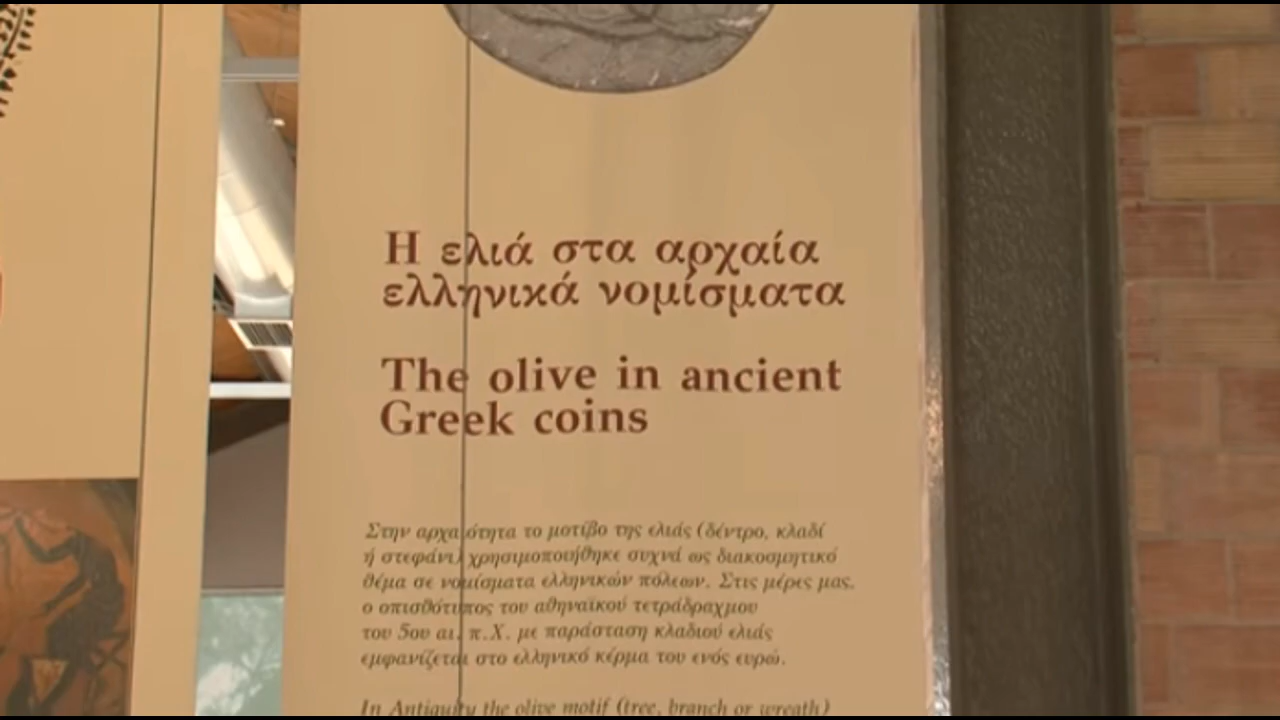 Η ελιά στα αρχαία
ελληνικά νομίσματα
The olive in ancient
Greek coins
Στην αρχαιότητα το μοτίβο της ελιάς (δέντρο, κλαδί
ή στεφάνι) χρησιμοποιήθηκε συχνά ως διακοσμητικό
θέμα σε νομίσματα ελληνικών πόλεων. Στις μέρες μας,
ο οπισθότυπος του αθηναϊκού τετράδραχμου
του 5ου αι. π.Χ. με παράσταση κλαδιού ελιάς
εμφανίζεται στο ελληνικό κέρμα του ενός ευρώ.
In Antiquity the olive motif (tree, branch or wreath)